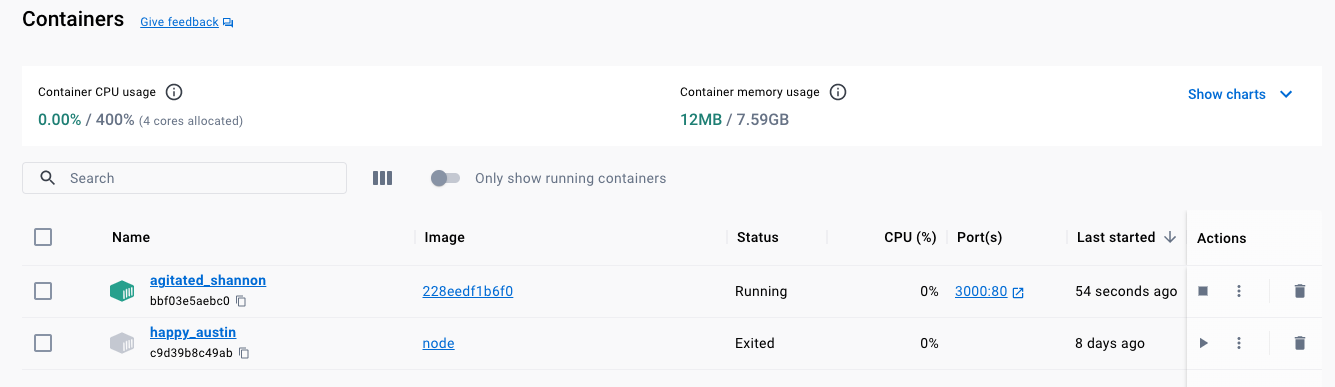 Containers Give feedback
Container CPU usage
0.00% / 400% (4 cores allocated)
Container memory usage
12MB / 7.59GB
Show charts
Search
Only show running containers
Name Image Status CPU (%) Port(s) Last started Actions
agitated_shannon
bbf03e5aebc0
228eedf1b6f0 Running 0% 3000:80 54 seconds ago
happy_austin
c9d39b8c49ab
node Exited 0% 8 days ago